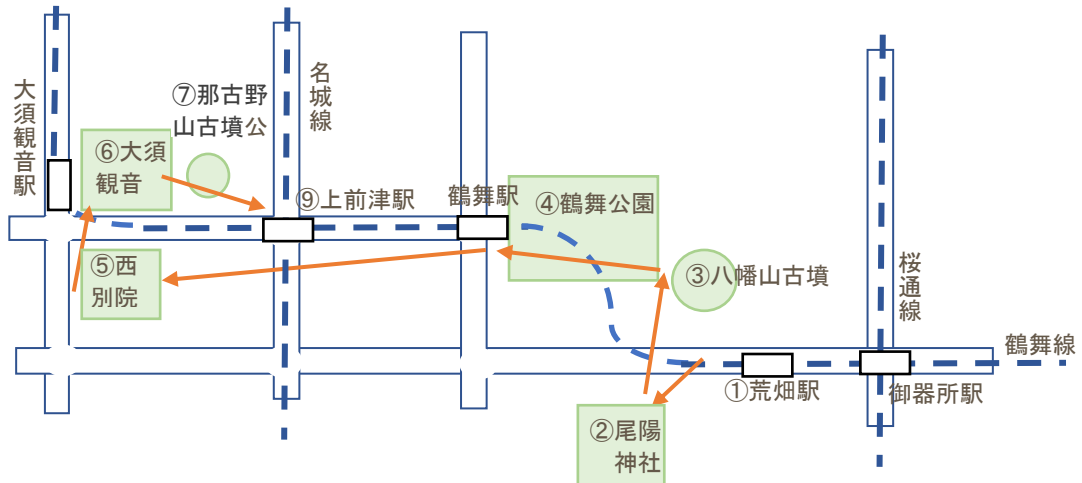 大須観音駅
⑦那古野
山古墳公
名城線
⑥大須
観音
⑨上前津駅
鶴舞駅
④鶴舞公園
⑤西
別院
③八幡山古墳
桜通線
鶴舞線
①荒畑駅
御器所駅
②尾陽
神社